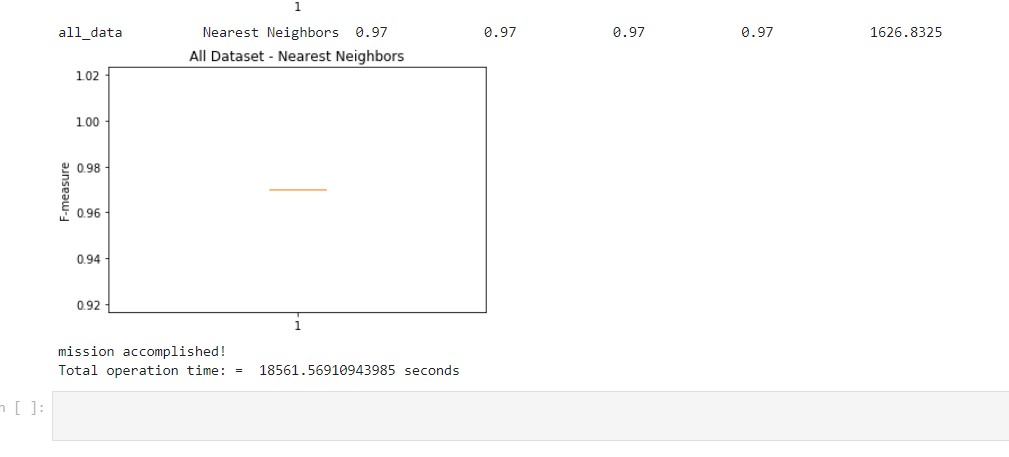 1
all_data Nearest Neighbors 0.97 0.97 0.97 0.97 1626.8325
All Dataset - Nearest Neighbors
1.02
1.00
0.98
0.96
0.94
0.92
F-measure
1
mission accomplished!
Total operation time: = 18561.56910943985 seconds
n [ ]: